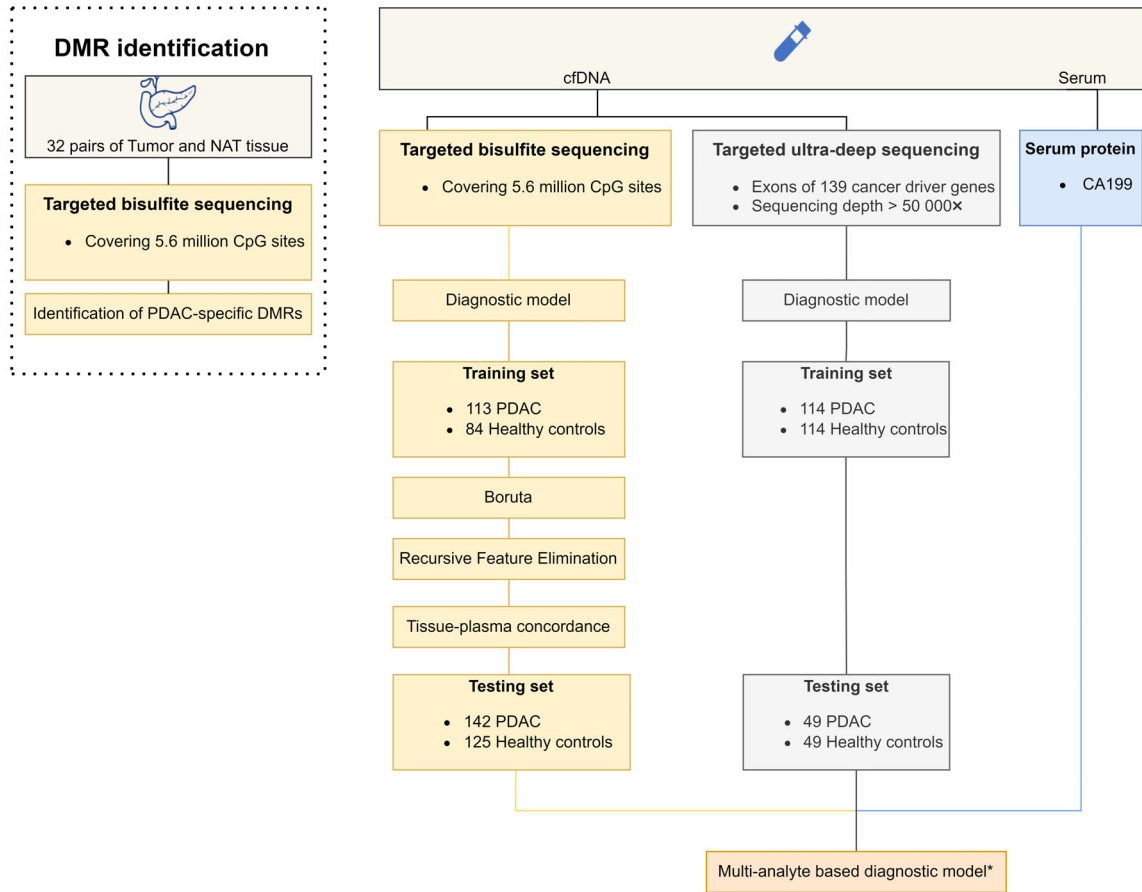 DMR identification
32 pairs of Tumor and NAT tissue
Targeted bisulfite sequencing
• Covering 5.6 million CpG sites
Identification of PDAC-specific DMRs
cfDNA
Serum
Targeted bisulfite sequencing
• Covering 5.6 million CpG sites
Targeted ultra-deep sequencing
• Exons of 139 cancer driver genes
• Sequencing depth > 50 000×
Serum protein
• CA199
Diagnostic model
Training set
• 113 PDAC
• 84 Healthy controls
Boruta
Recursive Feature Elimination
Tissue-plasma concordance
Testing set
• 142 PDAC
• 125 Healthy controls
Diagnostic model
Training set
• 114 PDAC
• 114 Healthy controls
Testing set
• 49 PDAC
• 49 Healthy controls
Multi-analyte based diagnostic model*